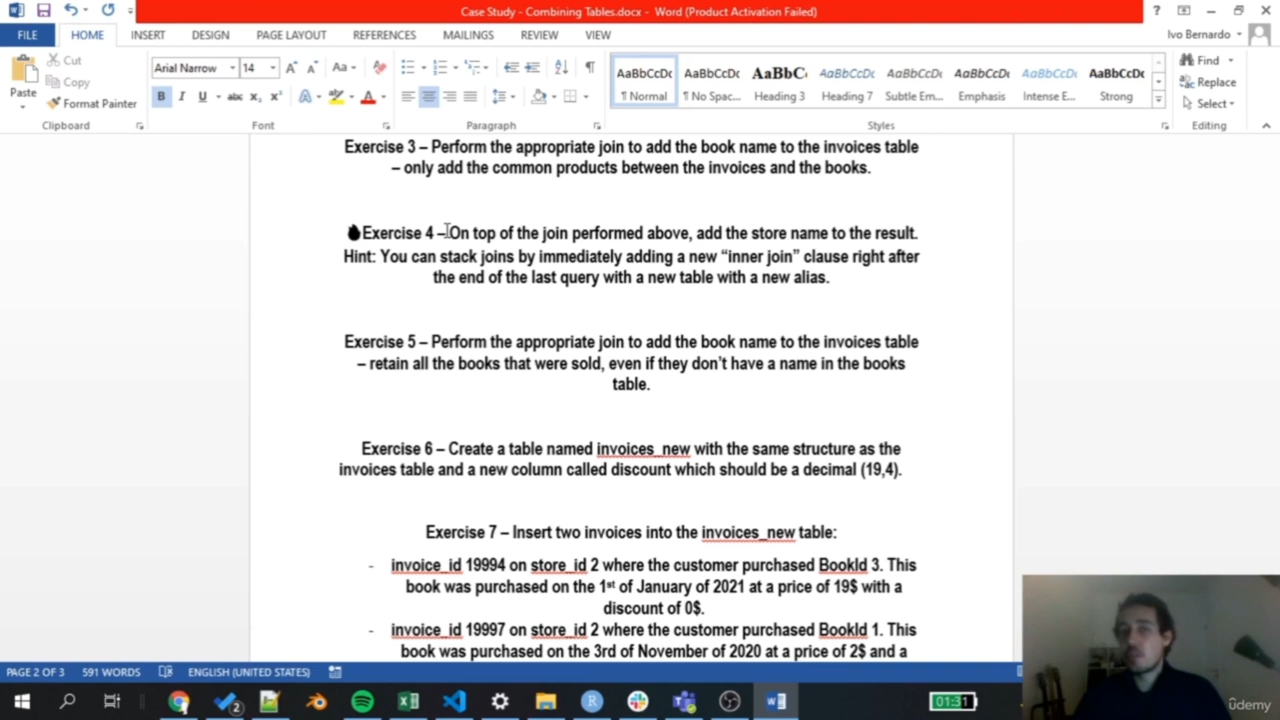 Case Study - Combining Tables.docx - Word (Product Activation Failed)
FILE HOME INSERT DESIGN PAGE LAYOUT REFERENCES MAILINGS REVIEW VIEW Ivo Bernardo
Paste
Cut
Copy
Format Painter
Clipboard
Arial Narrow 14
Font
Paragraph
AaBbCcDc AaBbCcDc AaBbC AaBbCcDc AaBbCcDc AaBbCcDc AaBbCcDc AaBbCcDc
¶ Normal ¶ No Spac... Heading 3 Heading 7 Subtle Em... Emphasis Intense E... Strong
Styles
Find
Replace
Select
Editing
Exercise 3 – Perform the appropriate join to add the book name to the invoices table
– only add the common products between the invoices and the books.
Exercise 4 – On top of the join performed above, add the store name to the result.
Hint: You can stack joins by immediately adding a new “inner join” clause right after
the end of the last query with a new table with a new alias.
Exercise 5 – Perform the appropriate join to add the book name to the invoices table
– retain all the books that were sold, even if they don’t have a name in the books
table.
Exercise 6 – Create a table named invoices_new with the same structure as the
invoices table and a new column called discount which should be a decimal (19,4).
Exercise 7 – Insert two invoices into the invoices_new table:
- invoice_id 19994 on store_id 2 where the customer purchased BookId 3. This
book was purchased on the 1st of January of 2021 at a price of 19$ with a
discount of 0$.
- invoice_id 19997 on store_id 2 where the customer purchased BookId 1. This
book was purchased on the 3rd of November of 2020 at a price of 2$ and a
PAGE 2 OF 3 591 WORDS ENGLISH (UNITED STATES)
2
01:31
ûdemy